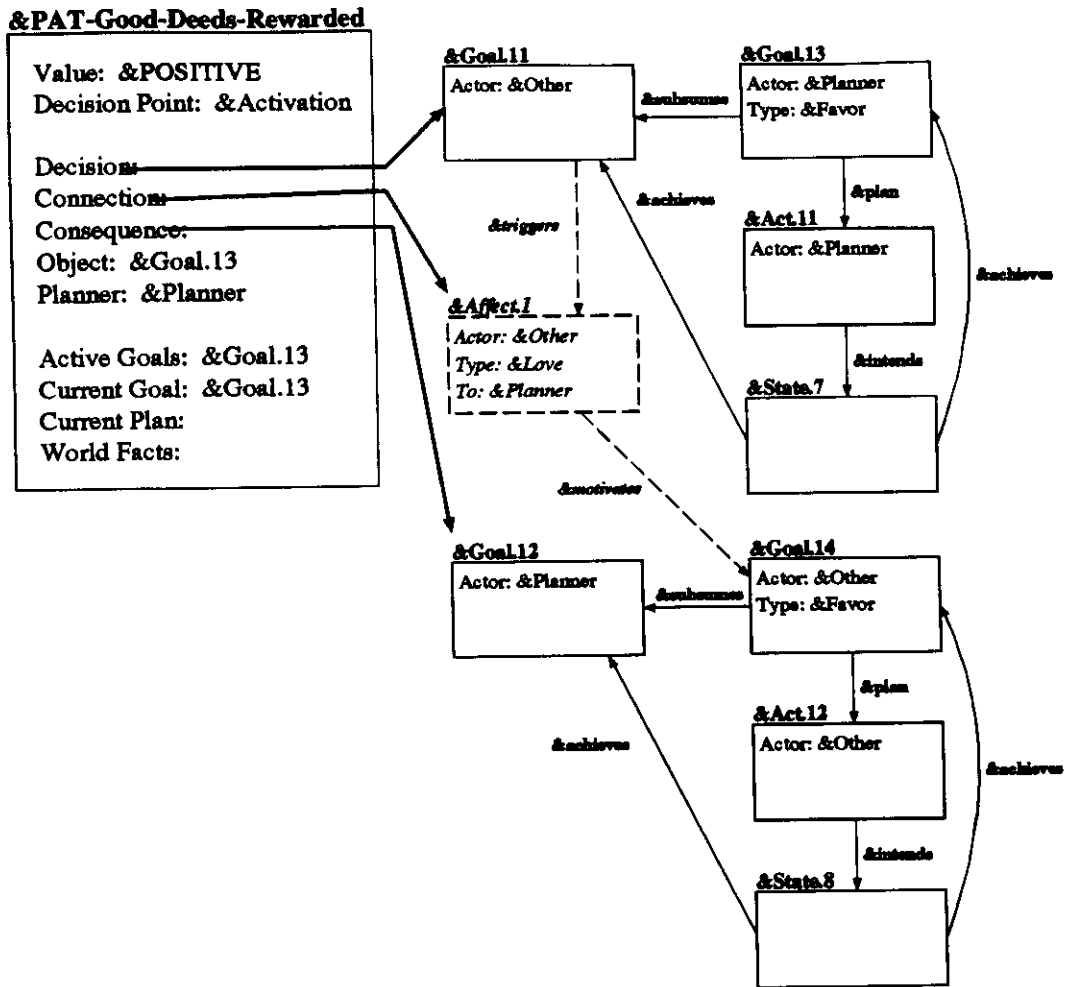 &PAT-Good-Deeds-Rewarded
Value: &POSITIVE
Decision Point: &Activation
Decision:
Connection:
Consequence:
Object: &Goal.13
Planner: &Planner
Active Goals: &Goal.13
Current Goal: &Goal.13
Current Plan:
World Facts:
&Goal.11
Actor: &Other
&subsumes
&Goal.13
Actor: &Planner
Type: &Favor
&achieves
&plan
&triggers
&Act.11
Actor: &Planner
&achieves
&Affect.1
Actor: &Other
Type: &Love
To: &Planner
&intends
&State.7
&motivates
&Goal.12
Actor: &Planner
&subsumes
&Goal.14
Actor: &Other
Type: &Favor
&plan
&Act.12
Actor: &Other
&achieves
&achieves
&intends
&State.8